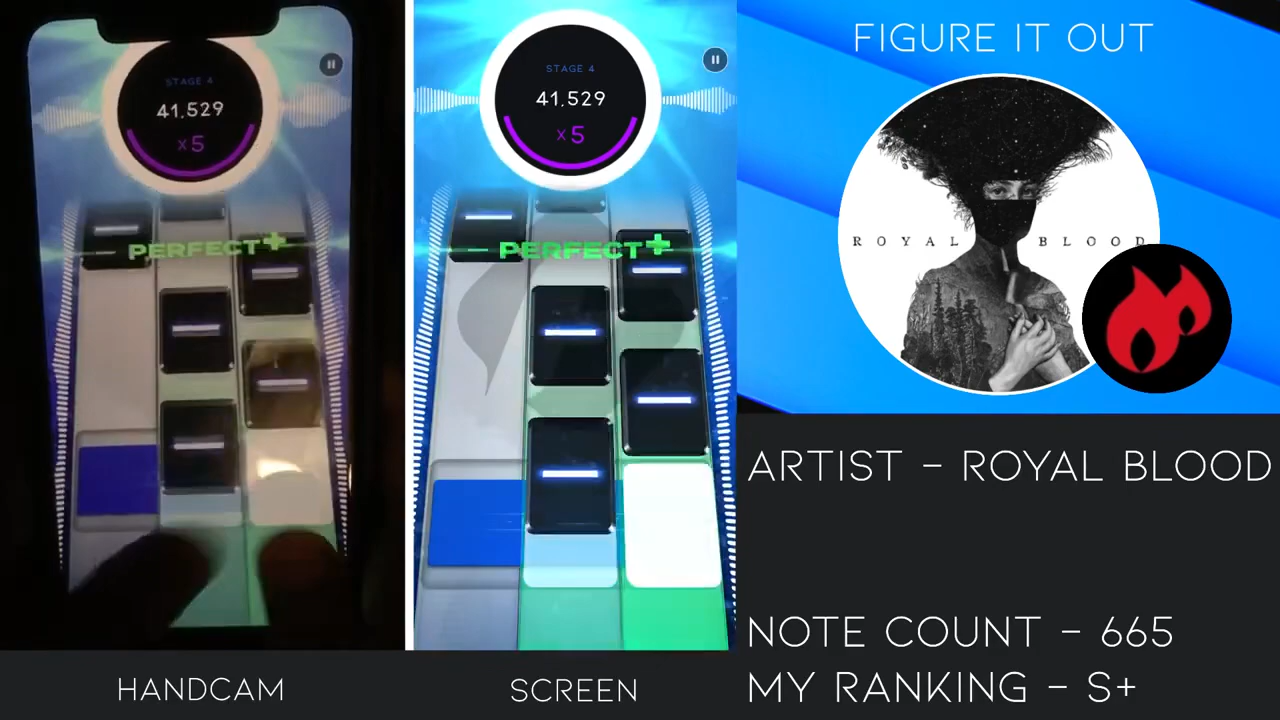 STAGE 4
41,529
x5
PERFECT+
HANDCAM
STAGE 4
41,529
x5
PERFECT+
SCREEN
FIGURE IT OUT
ROYAL BLOOD
ARTIST - ROYAL BLOOD
NOTE COUNT - 665
MY RANKING - S+